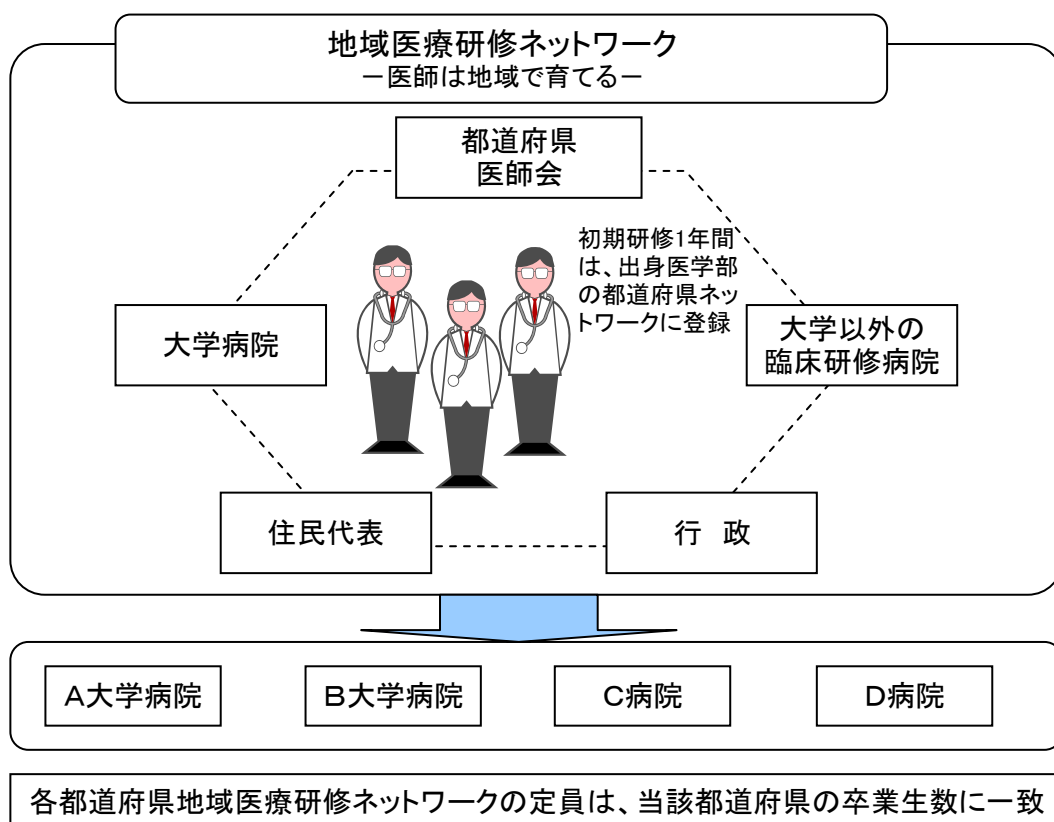 地域医療研修ネットワーク
－医師は地域で育てる－
都道府県
医師会
初期研修1年間
は、出身医学部
の都道府県ネッ
トワークに登録
大学病院
大学以外の
臨床研修病院
住民代表
行　政
A大学病院
B大学病院
C病院
D病院
各都道府県地域医療研修ネットワークの定員は、当該都道府県の卒業生数に一致